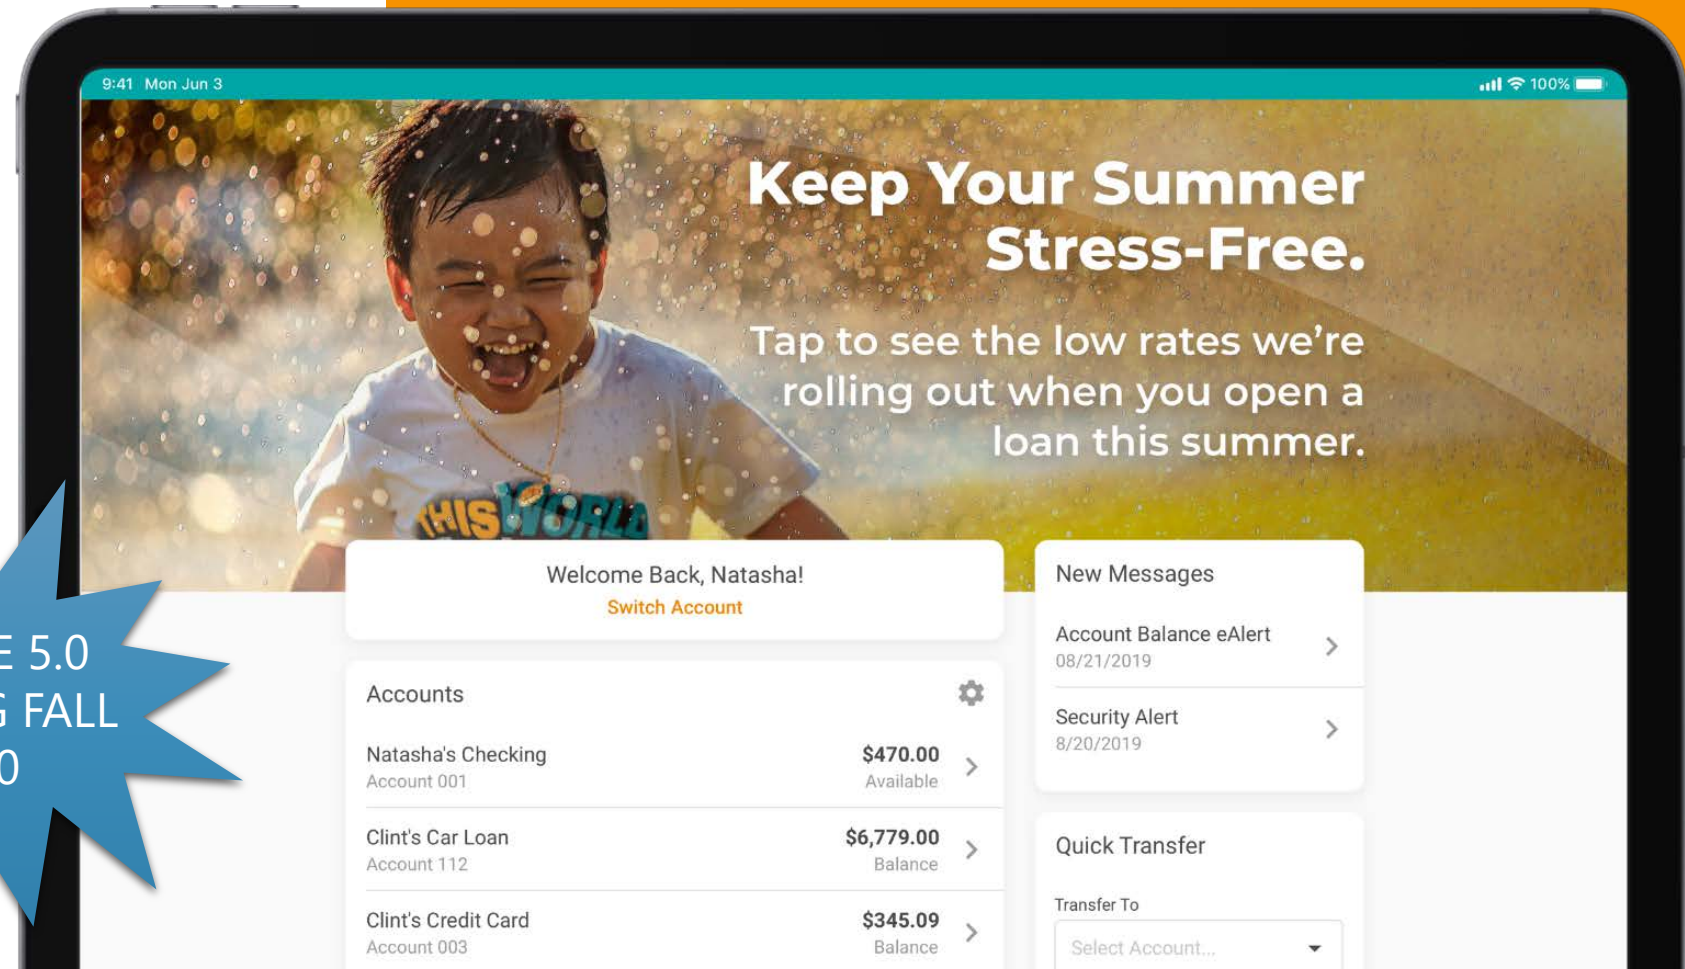 9:41 Mon Jun 3
100%
Keep Your Summer
Stress-Free.
Tap to see the low rates we’re
rolling out when you open a
loan this summer.
THIS WORLD
Welcome Back, Natasha!
Switch Account
New Messages
Account Balance eAlert
08/21/2019
Security Alert
8/20/2019
Accounts
Natasha's Checking
Account 001
$470.00
Available
Clint's Car Loan
Account 112
$6,779.00
Balance
Clint's Credit Card
Account 003
$345.09
Balance
Quick Transfer
Transfer To
Select Account...
E 5.0
G FALL
0